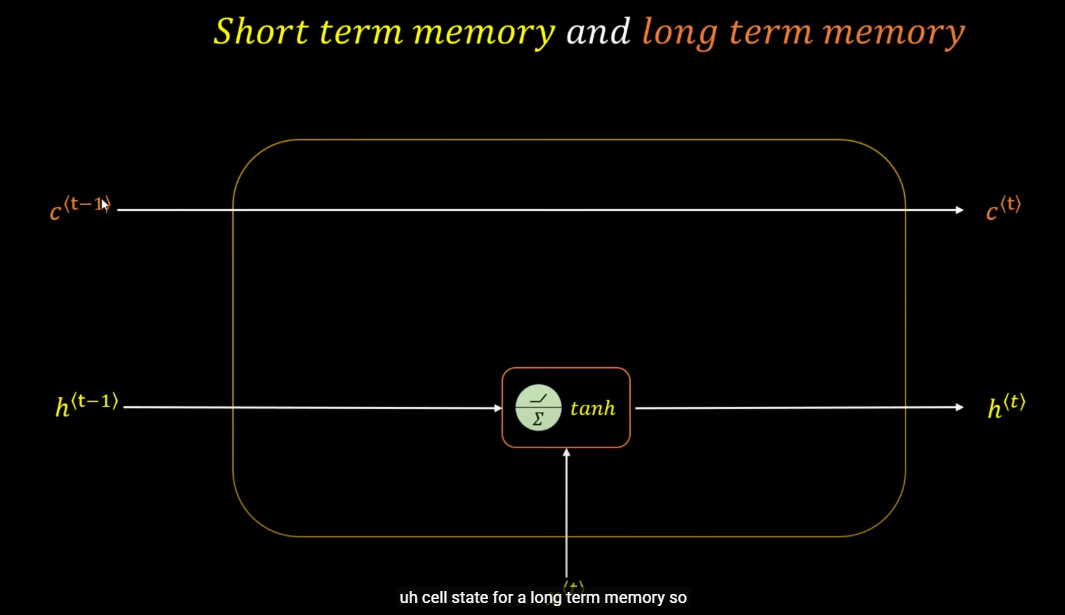 Short term memory and long term memory
c⟨t−1⟩
c⟨t⟩
h⟨t−1⟩
Σ tanh
h⟨t⟩
⟨t⟩
uh cell state for a long term memory so